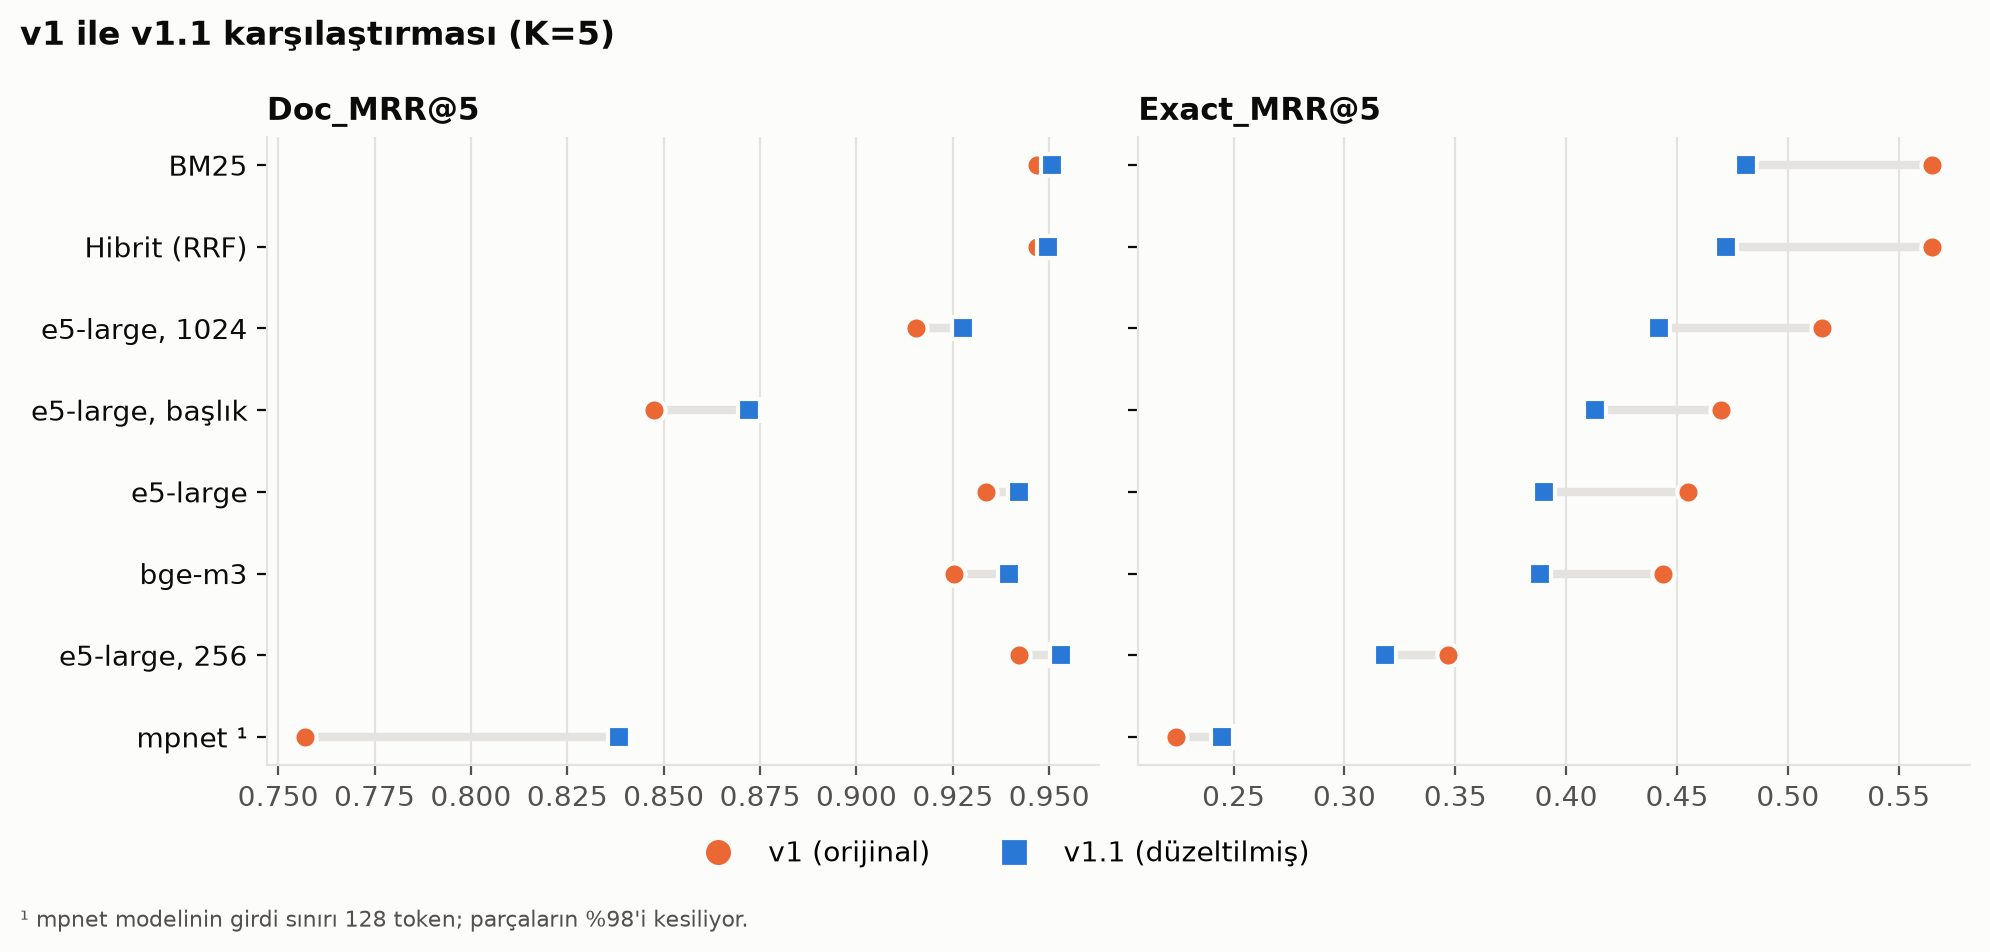 v1 ile v1.1 karşılaştırması (K=5)
Doc_MRR@5
Exact_MRR@5
BM25
Hibrit (RRF)
e5-large, 1024
e5-large, başlık
e5-large
bge-m3
e5-large, 256
mpnet ¹
0.750 0.775 0.800 0.825 0.850 0.875 0.900 0.925 0.950
0.25 0.30 0.35 0.40 0.45 0.50 0.55
v1 (orijinal) v1.1 (düzeltilmiş)
¹ mpnet modelinin girdi sınırı 128 token; parçaların %98'i kesiliyor.